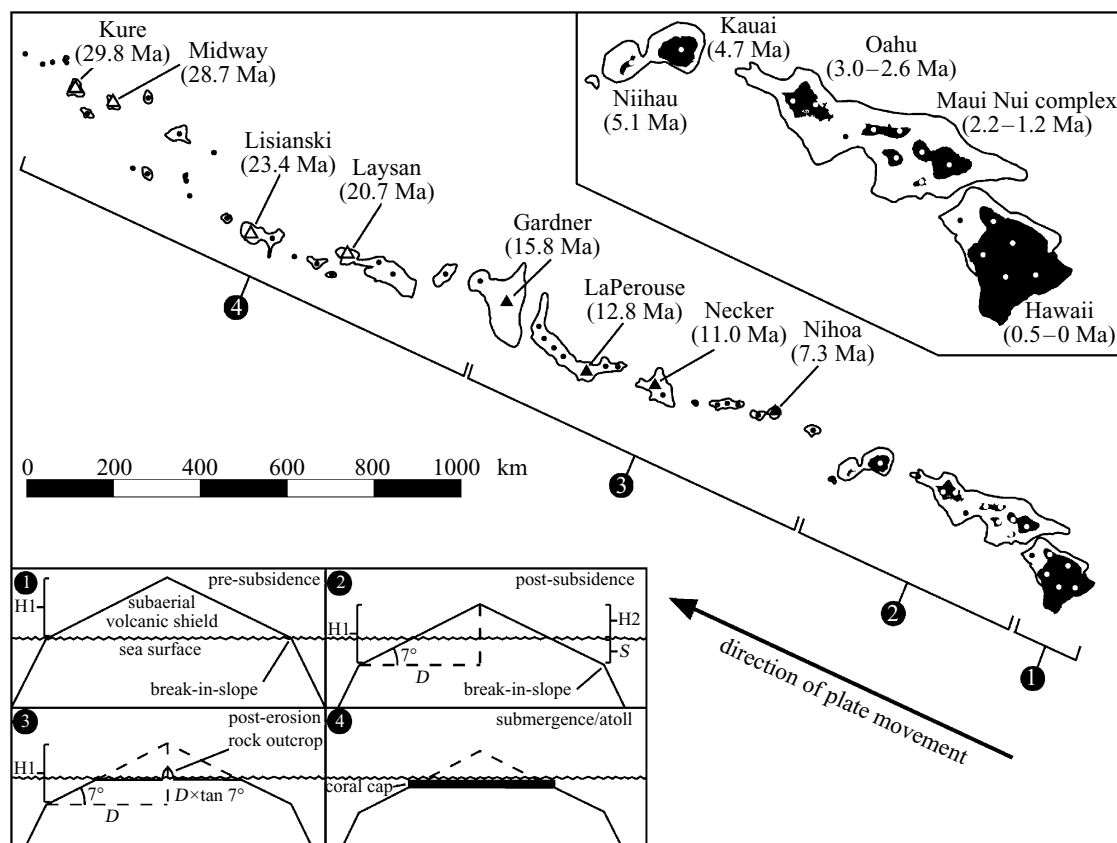 Kure
(29.8 Ma)
Midway
(28.7 Ma)
Lisianski
(23.4 Ma)
Laysan
(20.7 Ma)
Gardner
(15.8 Ma)
LaPerouse
(12.8 Ma)
Necker
(11.0 Ma)
Nihoa
(7.3 Ma)
Kauai
(4.7 Ma)
Niihau
(5.1 Ma)
Oahu
(3.0–2.6 Ma)
Maui Nui complex
(2.2–1.2 Ma)
Hawaii
(0.5–0 Ma)
4
3
2
1
0 200 400 600 800 1000 km
direction of plate movement
1
pre-subsidence
H1
subaerial
volcanic shield
sea surface
break-in-slope
2
post-subsidence
H1
H2
S
7°
D
break-in-slope
3
post-erosion
rock outcrop
H1
7°
D
D×tan 7°
4
submergence/atoll
coral cap